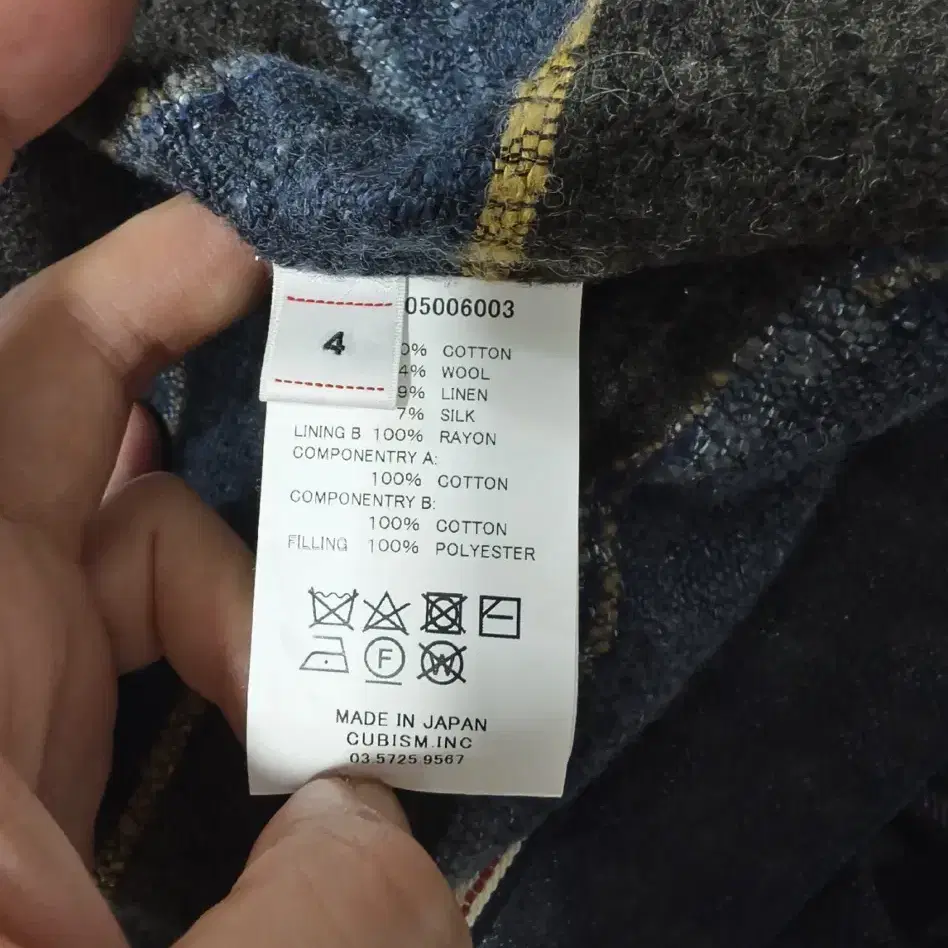 4
05006003
0% COTTON
4% WOOL
9% LINEN
7% SILK
LINING B 100% RAYON
COMPONENTRY A:
100% COTTON
COMPONENTRY B:
100% COTTON
FILLING 100% POLYESTER
F
W
MADE IN JAPAN
CUBISM.INC
03 5725 9567